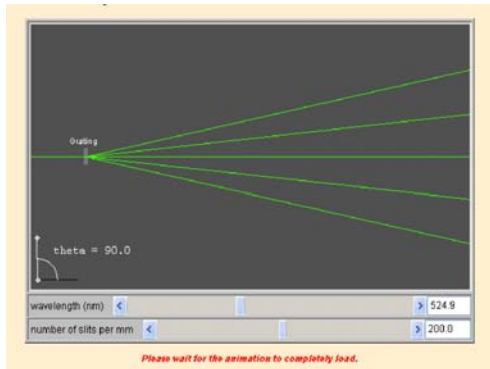 Grating
theta = 90.0
wavelength (nm) 524.9
number of slits per mm 200.0
Please wait for the animation to completely load.